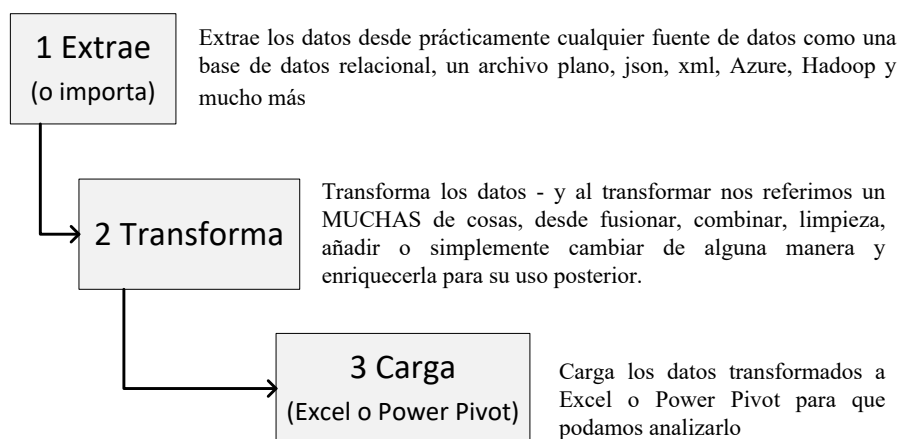 1 Extrae
(o importa)
Extrae los datos desde prácticamente cualquier fuente de datos como una
base de datos relacional, un archivo plano, json, xml, Azure, Hadoop y
mucho más
2 Transforma
Transforma los datos - y al transformar nos referimos un
MUCHAS de cosas, desde fusionar, combinar, limpieza,
añadir o simplemente cambiar de alguna manera y
enriquecerla para su uso posterior.
3 Carga
(Excel o Power Pivot)
Carga los datos transformados a
Excel o Power Pivot para que
podamos analizarlo